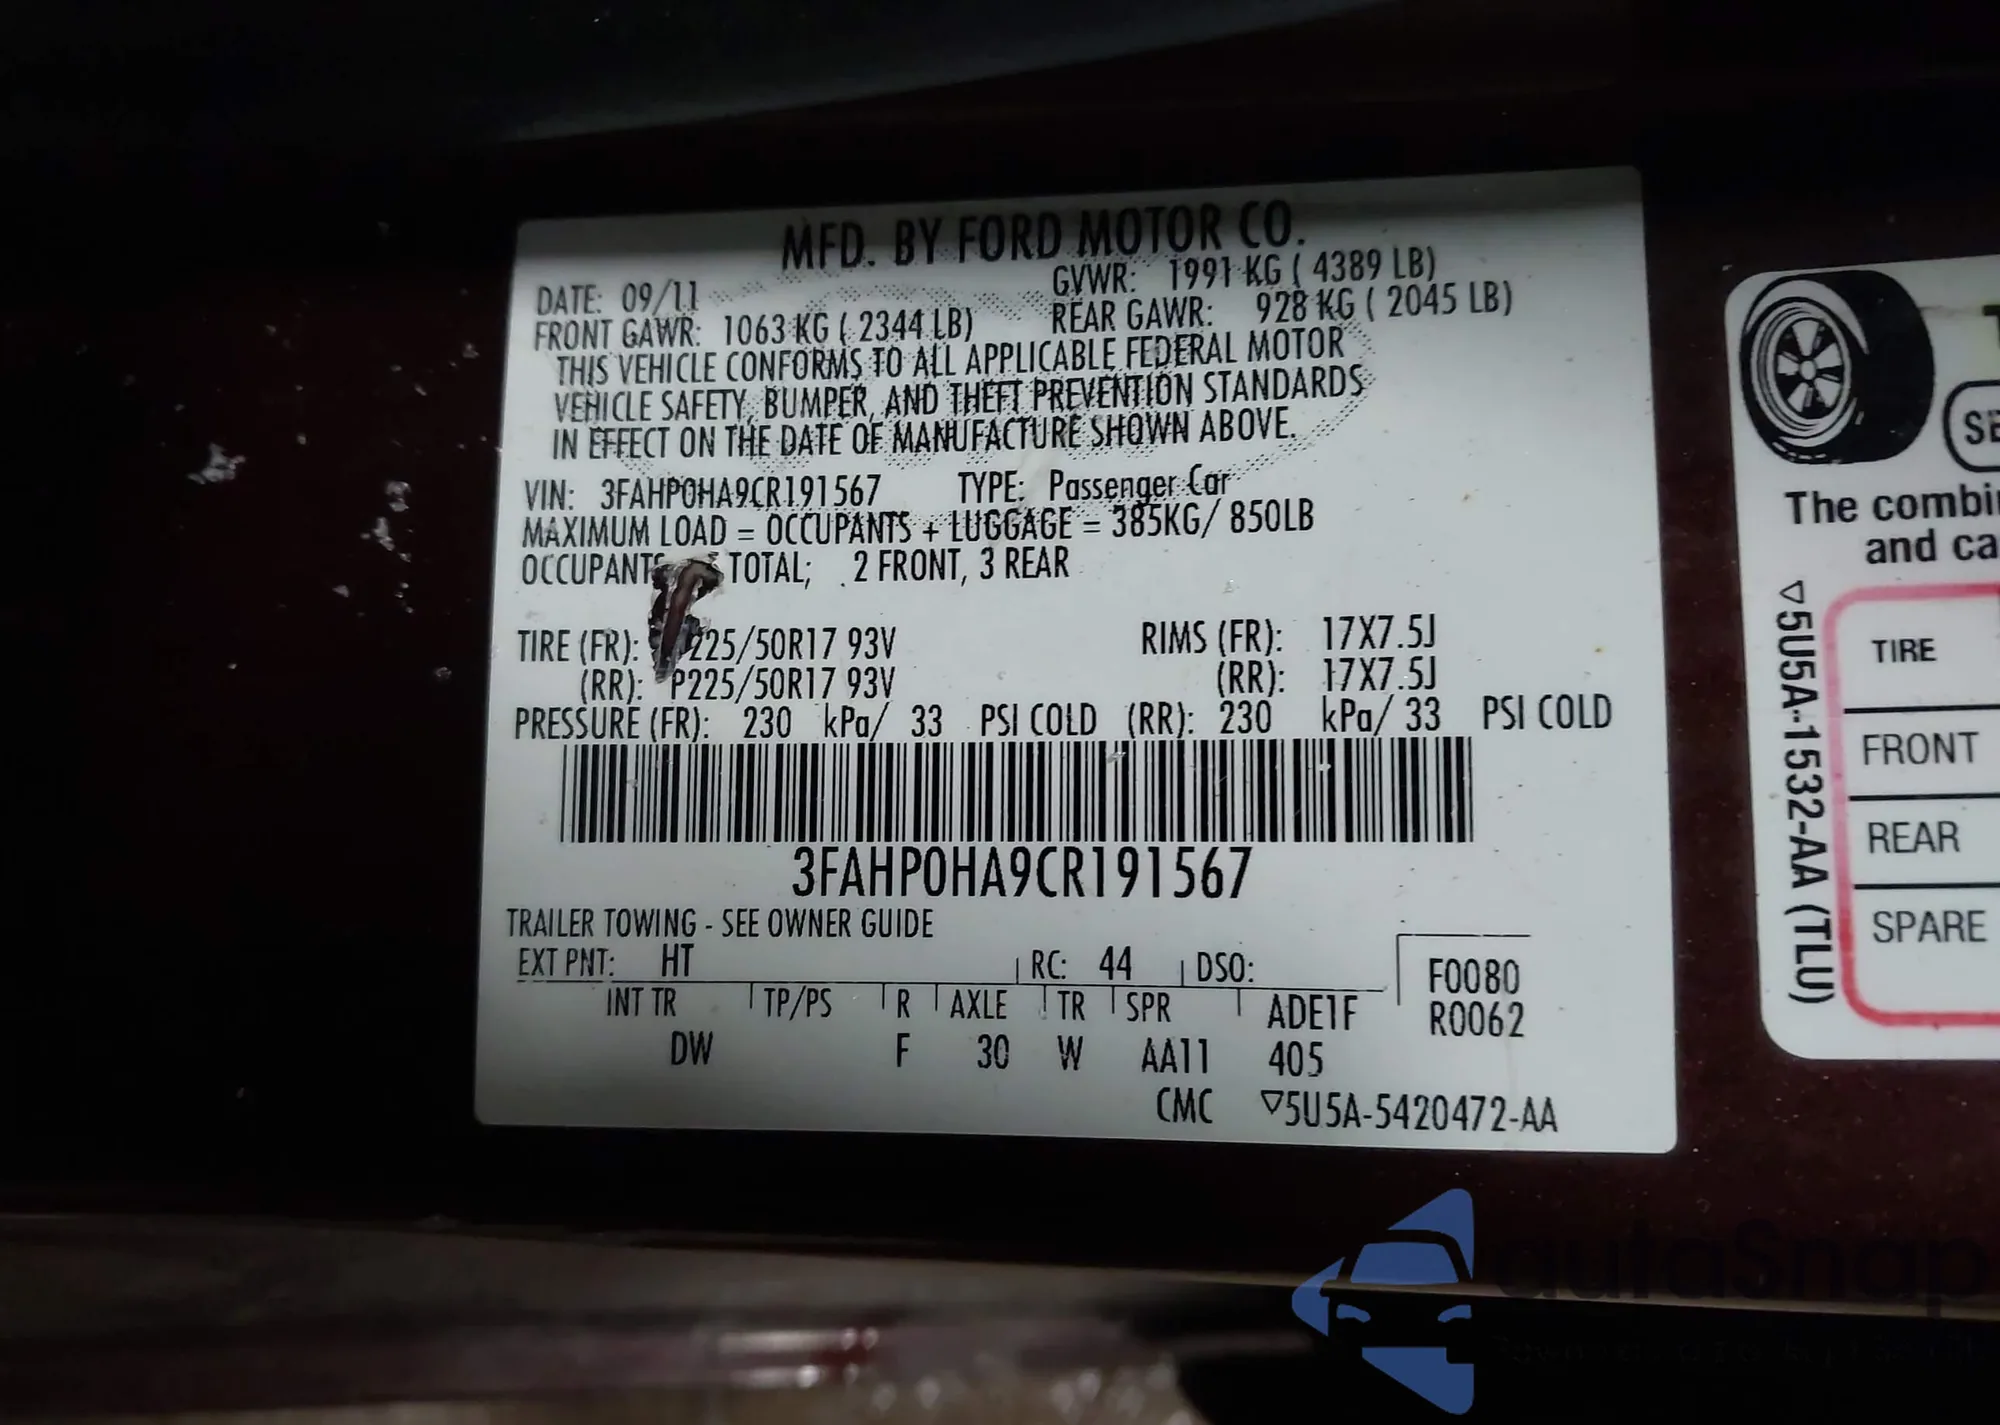 MFD. BY FORD MOTOR CO.
DATE: 09/11
GVWR: 1991 KG ( 4389 LB)
FRONT GAWR: 1063 KG ( 2344 LB)
REAR GAWR: 928 KG ( 2045 LB)
THIS VEHICLE CONFORMS TO ALL APPLICABLE FEDERAL MOTOR
VEHICLE SAFETY, BUMPER, AND THEFT PREVENTION STANDARDS
IN EFFECT ON THE DATE OF MANUFACTURE SHOWN ABOVE.
VIN: 3FAHP0HA9CR191567 TYPE: Passenger Car
MAXIMUM LOAD = OCCUPANTS + LUGGAGE = 385KG/ 850LB
OCCUPANTS TOTAL; 2 FRONT, 3 REAR
TIRE (FR): P225/50R17 93V RIMS (FR): 17X7.5J
(RR): P225/50R17 93V (RR): 17X7.5J
PRESSURE (FR): 230 kPa/ 33 PSI COLD (RR): 230 kPa/ 33 PSI COLD
3FAHP0HA9CR191567
TRAILER TOWING - SEE OWNER GUIDE
EXT PNT: HT RC: 44 DSO:
F0080
R0062
INT TR TP/PS R AXLE TR SPR ADE1F
DW F 30 W AA11 405
CMC ▽5U5A-5420472-AA
The combi
and ca
▽5U5A-1532-AA (TLU)
TIRE
FRONT
REAR
SPARE
autoSnap